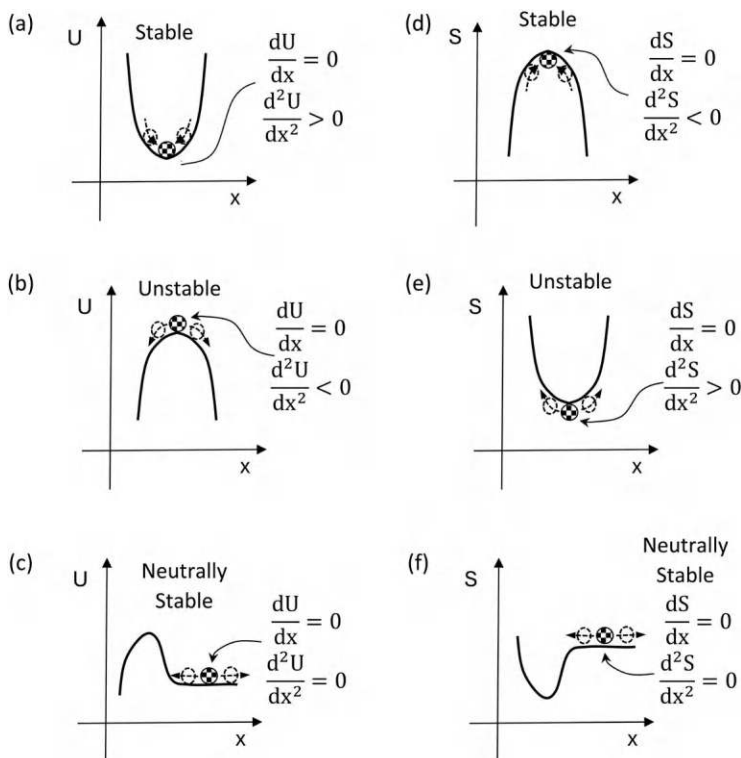 (a)
U
Stable
dU/dx = 0
d²U/dx² > 0
x
(d)
S
Stable
dS/dx = 0
d²S/dx² < 0
x
(b)
U
Unstable
dU/dx = 0
d²U/dx² < 0
x
(e)
S
Unstable
dS/dx = 0
d²S/dx² > 0
x
(c)
U
Neutrally
Stable
dU/dx = 0
d²U/dx² = 0
x
(f)
S
Neutrally
Stable
dS/dx = 0
d²S/dx² = 0
x